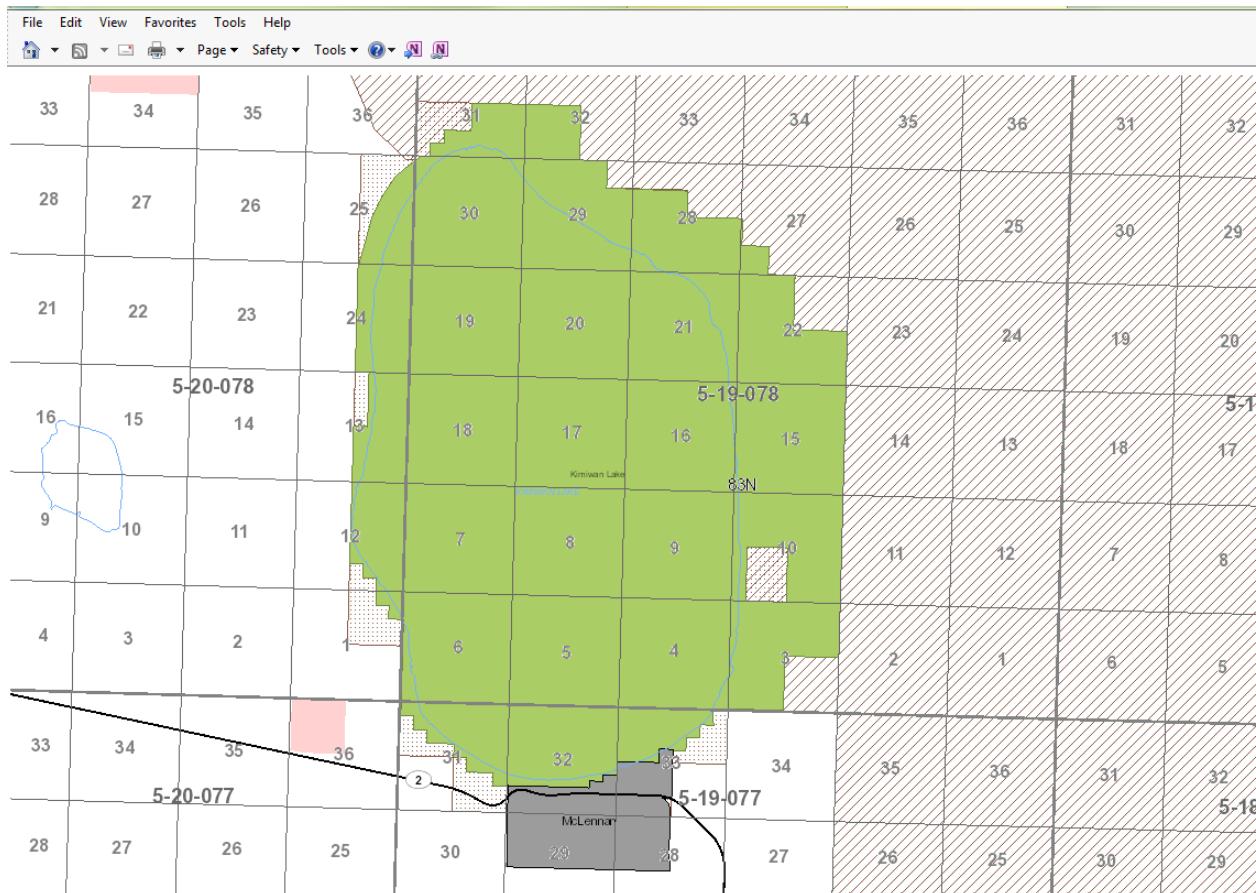 File Edit View Favorites Tools Help
Page Safety Tools
33 34 35 36 31 32 33 34 35 36 31 32
28 27 26 25 30 29 28 27 26 25 30 29
21 22 23 24 19 20 21 22 23 24 19 20
5-20-078 5-19-078 5-1
16 15 14 13 18 17 16 15 14 13 18 17
Kimiwan Lake
83N
9 10 11 12 7 8 9 10 11 12 7 8
4 3 2 1 6 5 4 3 2 1 6 5
33 34 35 36 31 32 33 34 35 36 31 32
2
5-20-077 5-19-077 5-18
McLennan
28 27 26 25 30 29 28 27 26 25 30 29